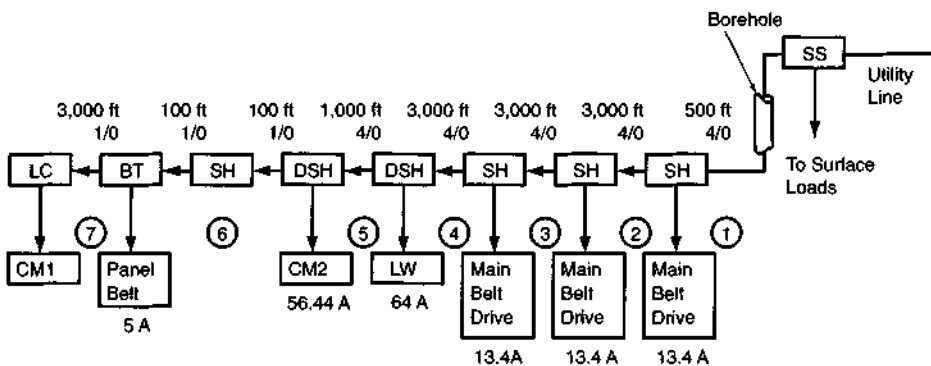 Borehole
SS
Utility
Line
To Surface
Loads
3,000 ft 100 ft 100 ft 1,000 ft 3,000 ft 3,000 ft 3,000 ft 500 ft
1/0 1/0 1/0 4/0 4/0 4/0 4/0 4/0
LC BT SH DSH DSH SH SH SH
7 6 5 4 3 2 1
CM1 Panel Belt CM2 LW Main Belt Drive Main Belt Drive Main Belt Drive
5 A 56.44 A 64 A 13.4A 13.4 A 13.4 A